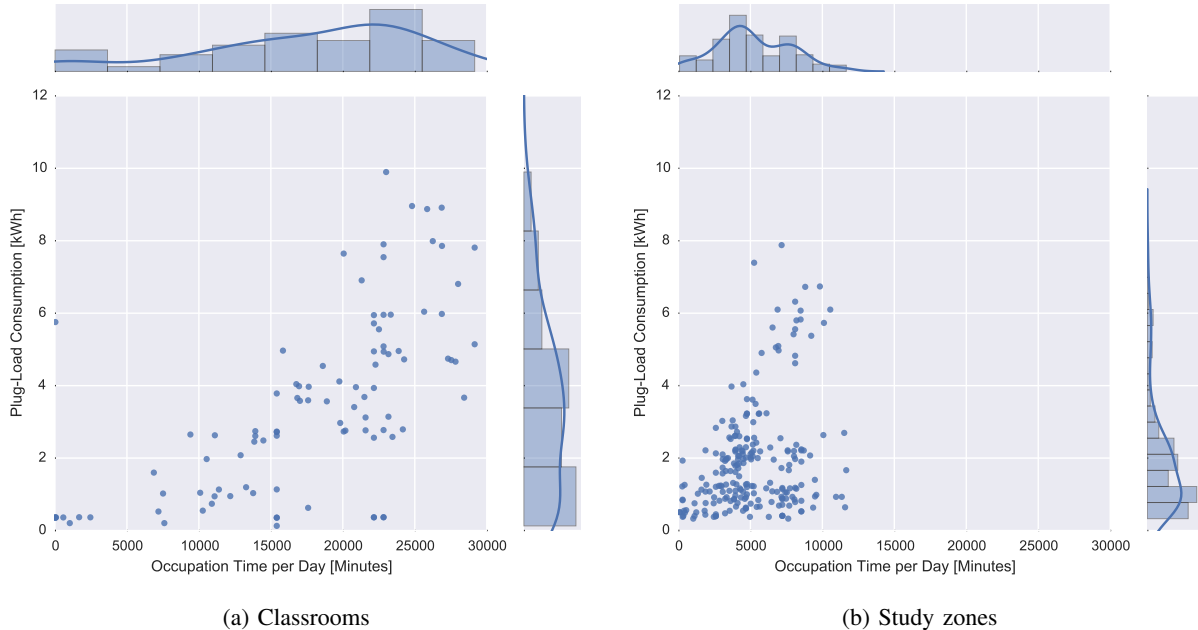 12
10
8
6
4
2
0
Plug-Load Consumption [kWh]
0 5000 10000 15000 20000 25000 30000
Occupation Time per Day [Minutes]
(a) Classrooms
12
10
8
6
4
2
0
Plug-Load Consumption [kWh]
0 5000 10000 15000 20000 25000 30000
Occupation Time per Day [Minutes]
(b) Study zones